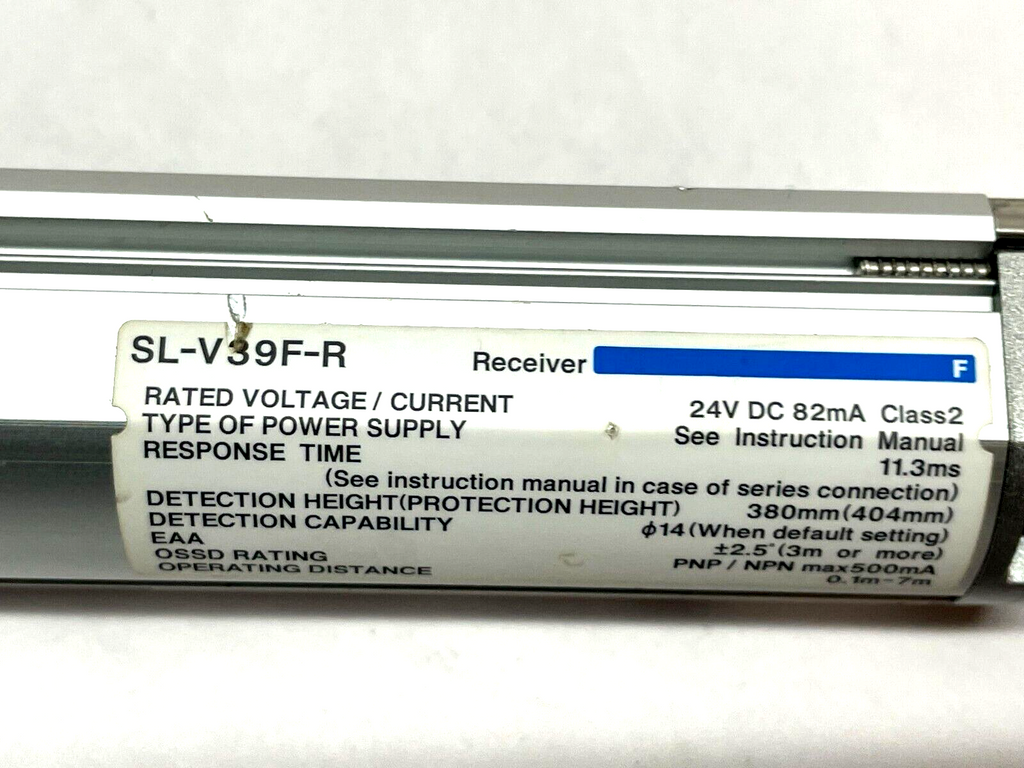 SL-V39F-R Receiver F
RATED VOLTAGE / CURRENT 24V DC 82mA Class2
TYPE OF POWER SUPPLY See Instruction Manual
RESPONSE TIME 11.3ms
(See instruction manual in case of series connection)
DETECTION HEIGHT(PROTECTION HEIGHT) 380mm(404mm)
DETECTION CAPABILITY ϕ14(When default setting)
EAA ±2.5°(3m or more)
OSSD RATING PNP / NPN max500mA
OPERATING DISTANCE 0.1m-7m